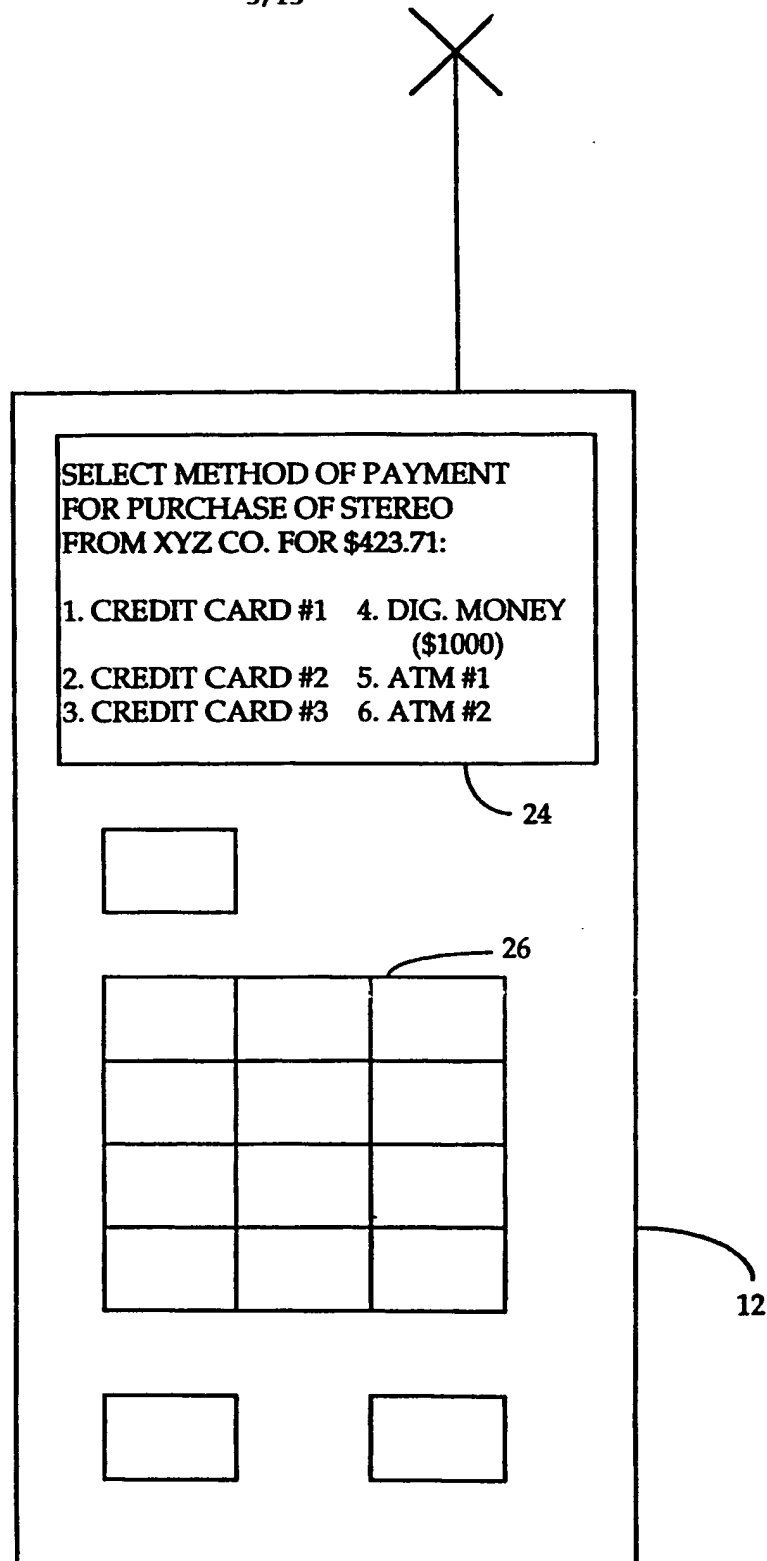 SELECT METHOD OF PAYMENT
FOR PURCHASE OF STEREO
FROM XYZ CO. FOR $423.71:
1. CREDIT CARD #1 4. DIG. MONEY
($1000)
2. CREDIT CARD #2 5. ATM #1
3. CREDIT CARD #3 6. ATM #2
24
26
12